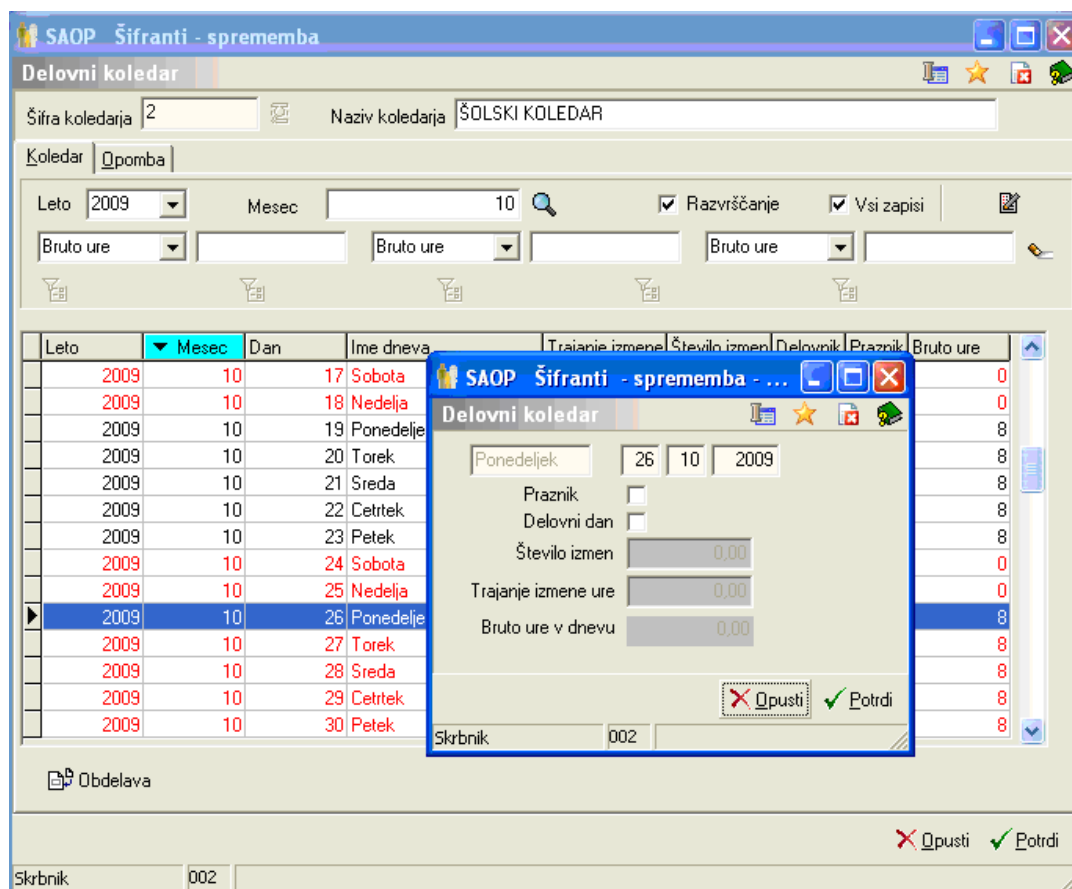 SAOP Šifranti - sprememba
Delovni koledar
Šifra koledarja 2 Naziv koledarja ŠOLSKI KOLEDAR
Koledar Opomba
Leto 2009 Mesec 10 Razvrščanje Vsi zapisi
Bruto ure Bruto ure Bruto ure
Leto Mesec Dan Ime dneva Trajanje izmene Število izmen Delovnik Praznik Bruto ure
2009 10 17 Sobota 0
2009 10 18 Nedelja 0
2009 10 19 Ponedelje 8
2009 10 20 Torek 8
2009 10 21 Sreda 8
2009 10 22 Četrtek 8
2009 10 23 Petek 8
2009 10 24 Sobota 0
2009 10 25 Nedelja 0
2009 10 26 Ponedelje 8
2009 10 27 Torek 8
2009 10 28 Sreda 8
2009 10 29 Četrtek 8
2009 10 30 Petek 8
SAOP Šifranti - sprememba - ...
Delovni koledar
Ponedeljek 26 10 2009
Praznik
Delovni dan
Število izmen 0,00
Trajanje izmene ure 0,00
Bruto ure v dnevu 0,00
Opusti Potrdi
Skrbnik 002
Obdelava
Opusti Potrdi
Skrbnik 002